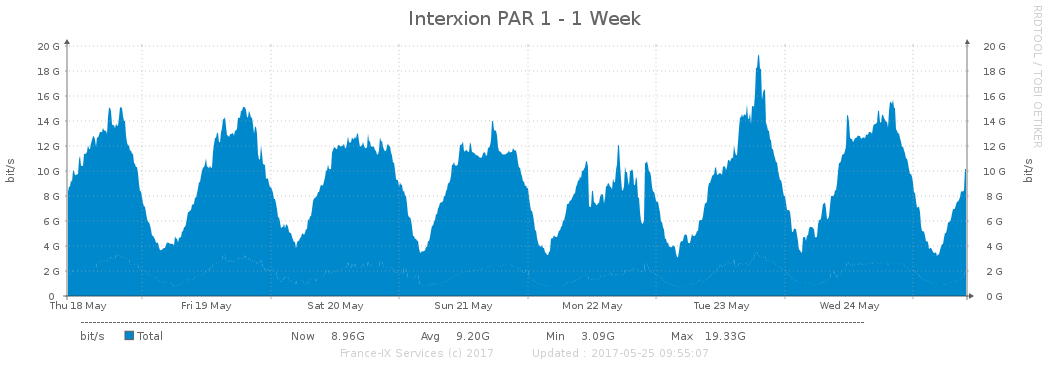 Interxion PAR 1 - 1 Week
RRDTOOL / TOBI OETIKER
bit/s
20 G 20 G
18 G 18 G
16 G 16 G
14 G 14 G
12 G 12 G
10 G 10 G
8 G 8 G
6 G 6 G
4 G 4 G
2 G 2 G
0 0 G
bit/s
Thu 18 May Fri 19 May Sat 20 May Sun 21 May Mon 22 May Tue 23 May Wed 24 May
bit/s Total Now 8.96G Avg 9.20G Min 3.09G Max 19.33G
France-IX Services (c) 2017 Updated : 2017-05-25 09:55:07